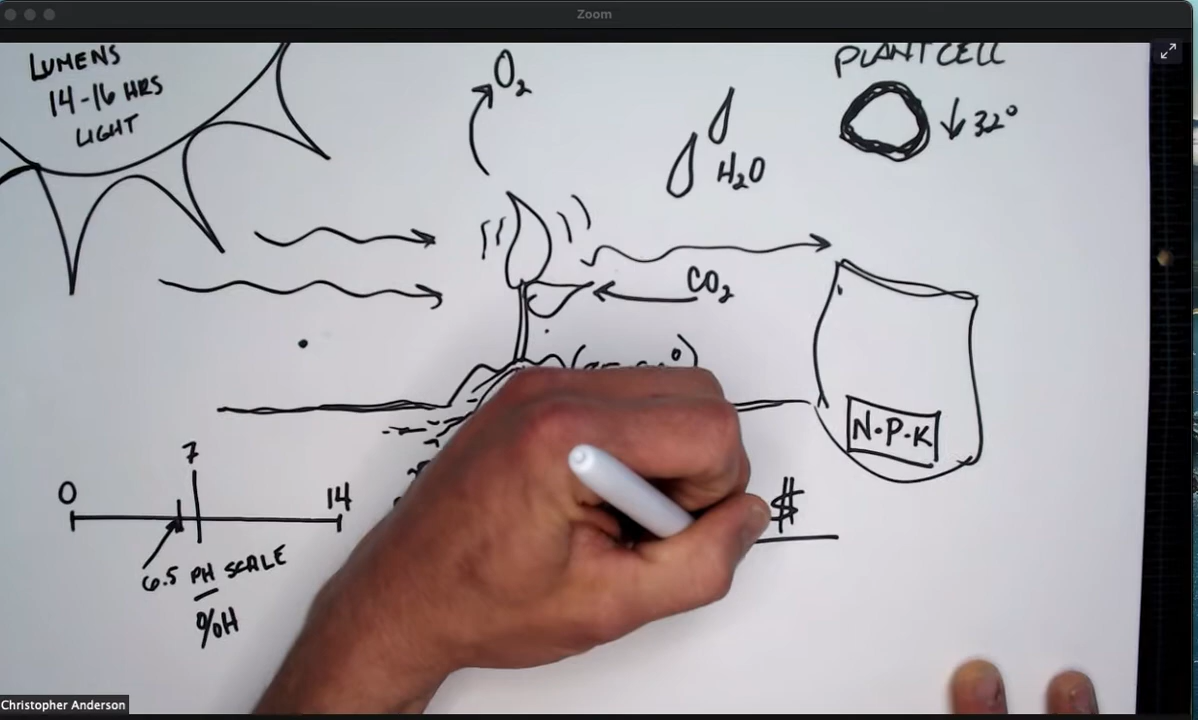 Zoom
LUMENS
14-16 HRS
LIGHT
O₂
PLANT CELL
↓32°
H₂O
CO₂
N·P·K
7
0
14
6.5 PH SCALE
%H
$
Christopher Anderson